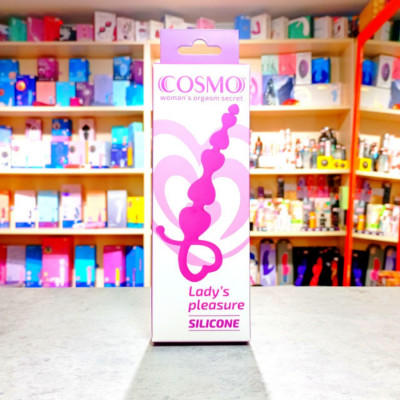 COSMO
woman's orgasm secret
Lady's
pleasure
SILICONE